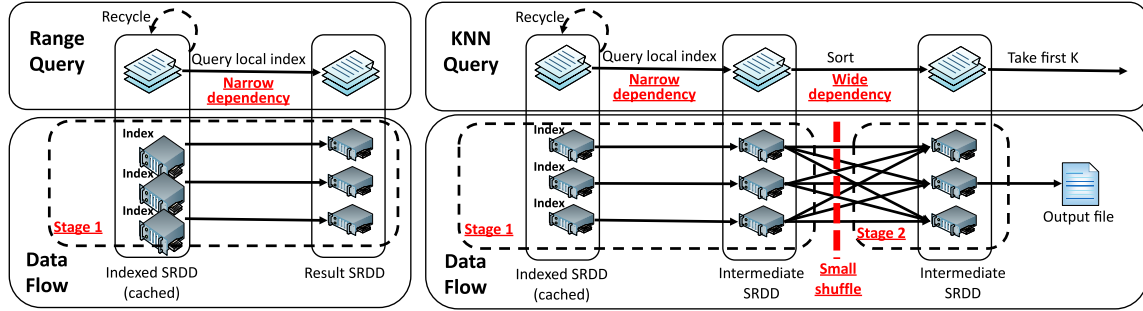 Range
Query
Recycle
Query local index
Narrow
dependency
Index
Index
Index
Stage 1
Data
Flow
Indexed SRDD
(cached)
Result SRDD
KNN
Query
Recycle
Query local index
Narrow
dependency
Sort
Wide
dependency
Take first K
Index
Index
Index
Stage 1
Stage 2
Output file
Data
Flow
Indexed SRDD
(cached)
Intermediate
SRDD
Small
shuffle
Intermediate
SRDD